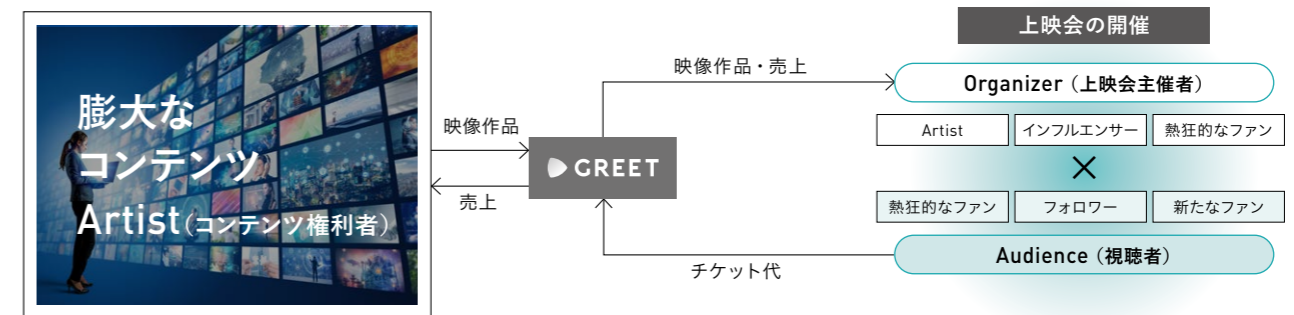 膨大な
コンテンツ
Artist(コンテンツ権利者)
映像作品
売上
GREET
映像作品・売上
チケット代
上映会の開催
Organizer(上映会主催者)
Artist
インフルエンサー
熱狂的なファン
×
熱狂的なファン
フォロワー
新たなファン
Audience(視聴者)